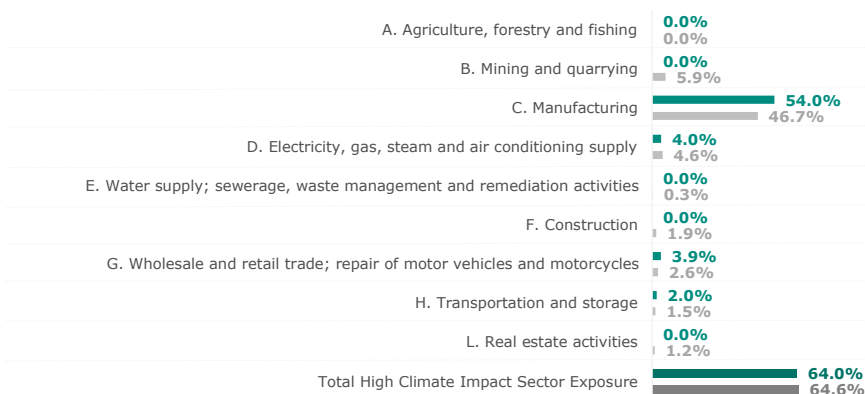 A. Agriculture, forestry and fishing 0.0%
0.0%
B. Mining and quarrying 0.0%
5.9%
C. Manufacturing 54.0%
46.7%
D. Electricity, gas, steam and air conditioning supply 4.0%
4.6%
E. Water supply; sewerage, waste management and remediation activities 0.0%
0.3%
F. Construction 0.0%
1.9%
G. Wholesale and retail trade; repair of motor vehicles and motorcycles 3.9%
2.6%
H. Transportation and storage 2.0%
1.5%
L. Real estate activities 0.0%
1.2%
Total High Climate Impact Sector Exposure 64.0%
64.6%